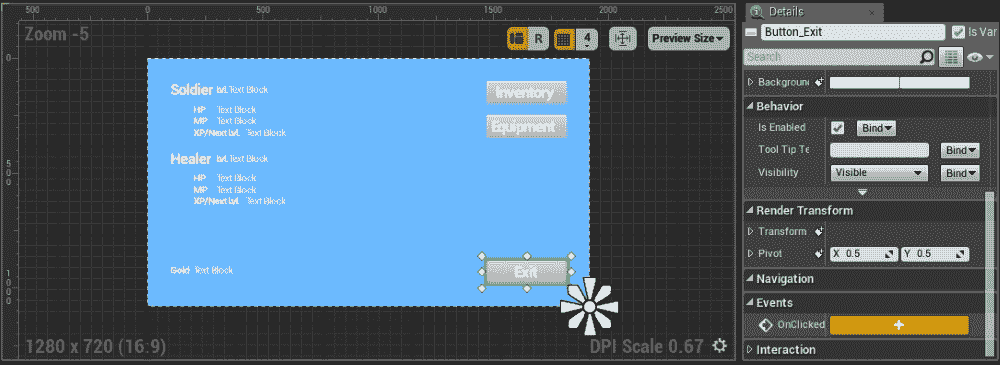 500 0 500 1000 1500 2000 2500
Zoom -5
R 4 Preview Size
0
500
1000
Soldier lvl Text Block
HP Text Block
MP Text Block
XP/Next Lvl Text Block
Healer lvl Text Block
HP Text Block
MP Text Block
XP/Next Lvl Text Block
Gold Text Block
Inventory
Equipment
Exit
1280 x 720 (16:9)
DPI Scale 0.67
Details
Button_Exit Is Var
Search
Background
Behavior
Is Enabled Bind
Tool Tip Te Bind
Visibility Visible Bind
Render Transform
Transform
Pivot X 0.5 Y 0.5
Navigation
Events
OnClicked +
Interaction